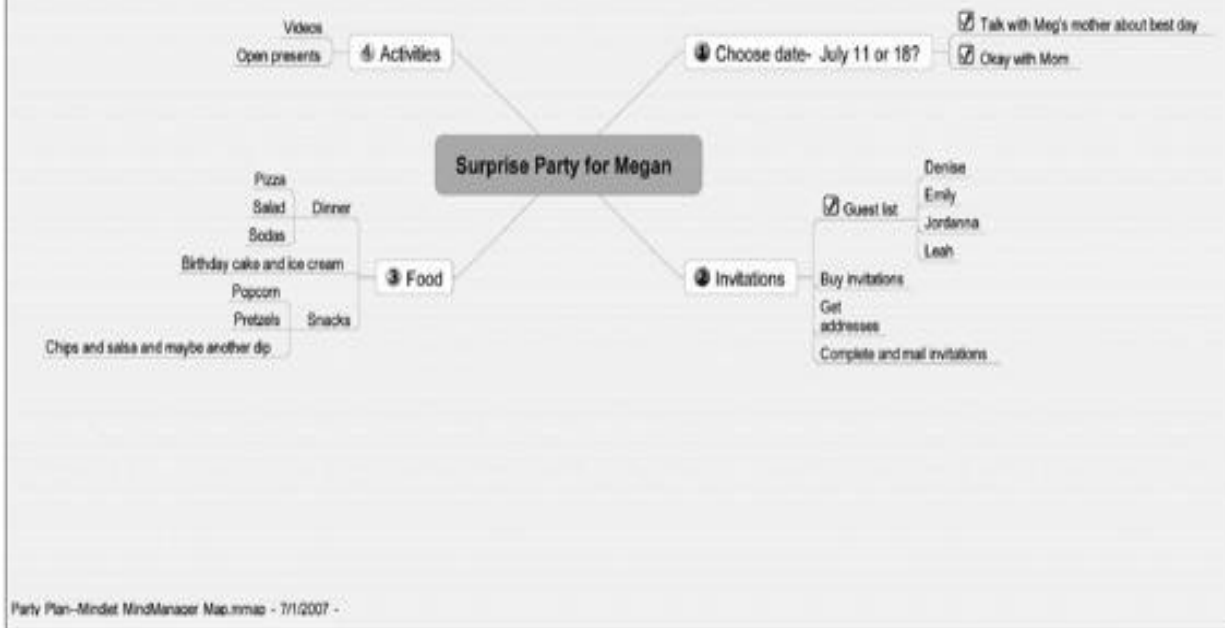 Surprise Party for Megan
1 Choose date- July 11 or 18?
Talk with Meg's mother about best day
Okay with Mom
2 Invitations
Guest list
Denise
Emily
Jordanna
Leah
Buy invitations
Get
addresses
Complete and mail invitations
3 Food
Dinner
Pizza
Salad
Sodas
Birthday cake and ice cream
Snacks
Popcorn
Pretzels
Chips and salsa and maybe another dip
4 Activities
Videos
Open presents
Party Plan--Mindjet MindManager Map.mmap - 7/1/2007 -